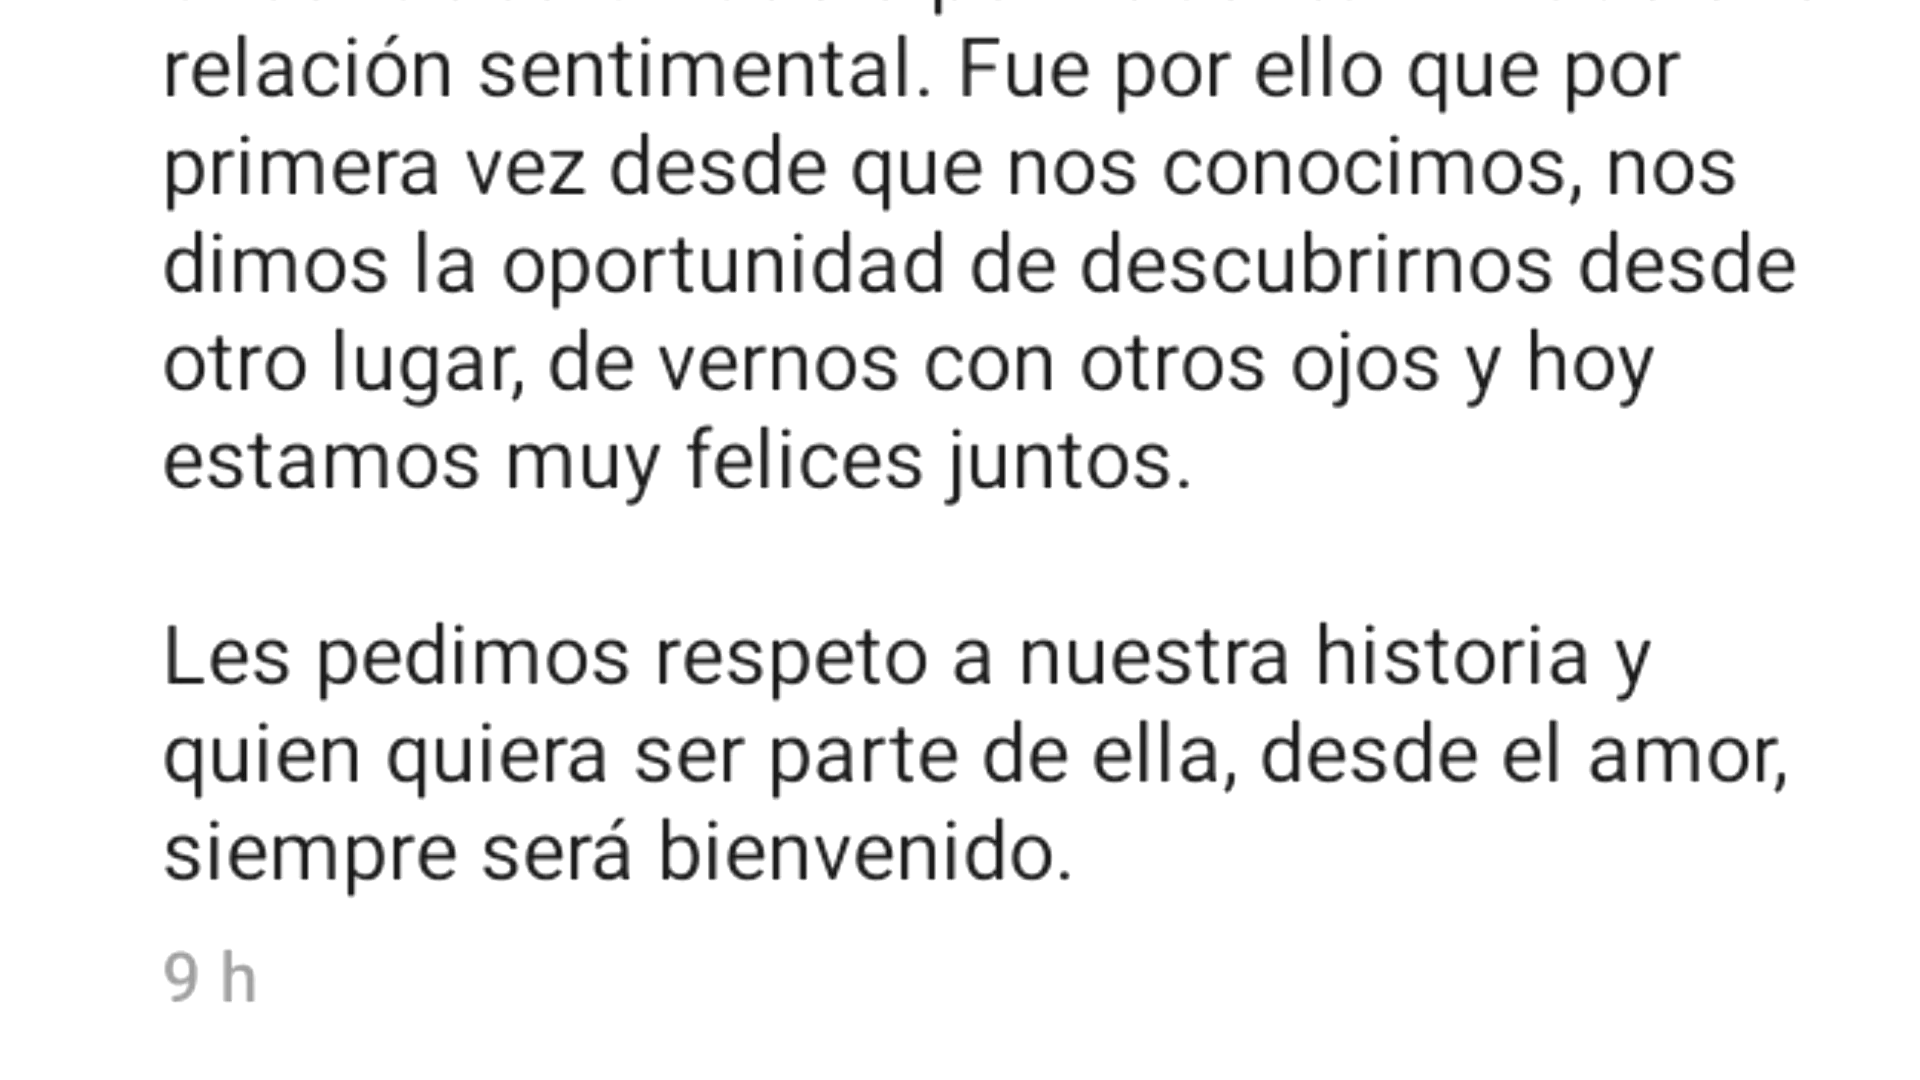 relación sentimental. Fue por ello que por
primera vez desde que nos conocimos, nos
dimos la oportunidad de descubrirnos desde
otro lugar, de vernos con otros ojos y hoy
estamos muy felices juntos.
Les pedimos respeto a nuestra historia y
quien quiera ser parte de ella, desde el amor,
siempre será bienvenido.
9 h